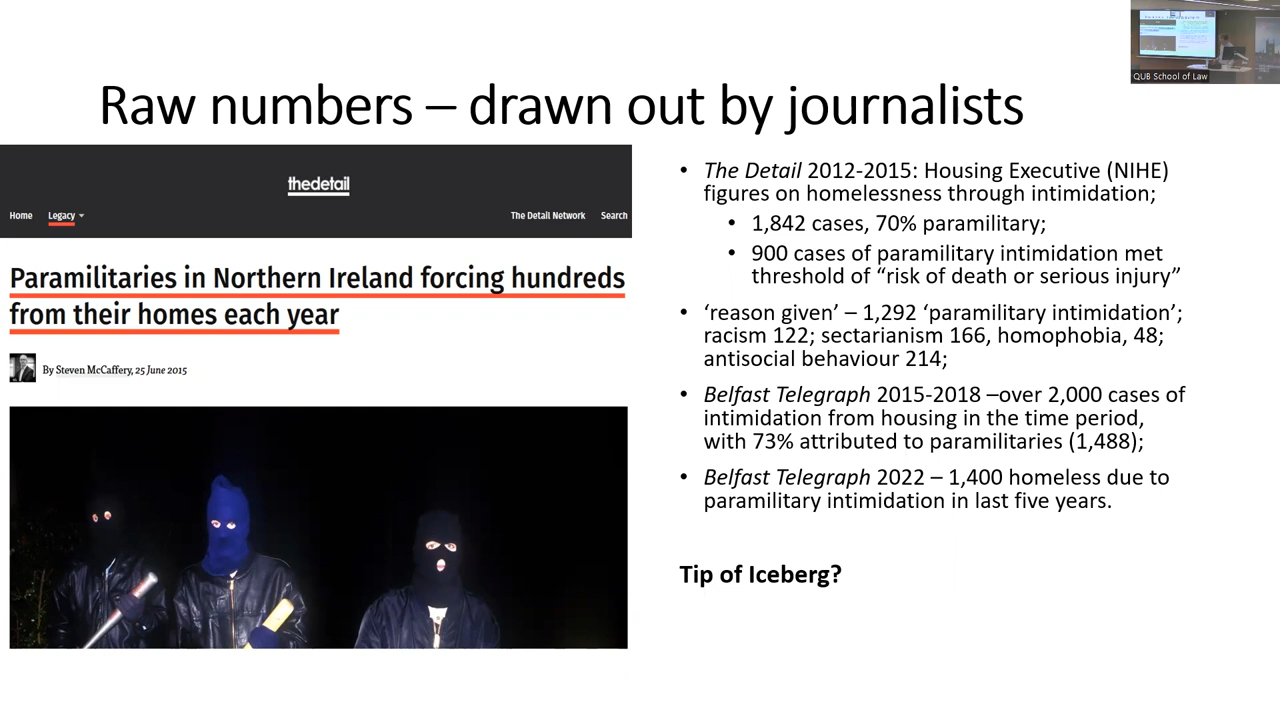 QUB School of Law
Raw numbers – drawn out by journalists
thedetail
Home Legacy The Detail Network Search
Paramilitaries in Northern Ireland forcing hundreds
from their homes each year
By Steven McCaffery, 25 June 2015
• The Detail 2012-2015: Housing Executive (NIHE)
figures on homelessness through intimidation;
• 1,842 cases, 70% paramilitary;
• 900 cases of paramilitary intimidation met
threshold of “risk of death or serious injury”
• ‘reason given’ – 1,292 ‘paramilitary intimidation’;
racism 122; sectarianism 166, homophobia, 48;
antisocial behaviour 214;
• Belfast Telegraph 2015-2018 –over 2,000 cases of
intimidation from housing in the time period,
with 73% attributed to paramilitaries (1,488);
• Belfast Telegraph 2022 – 1,400 homeless due to
paramilitary intimidation in last five years.
Tip of Iceberg?